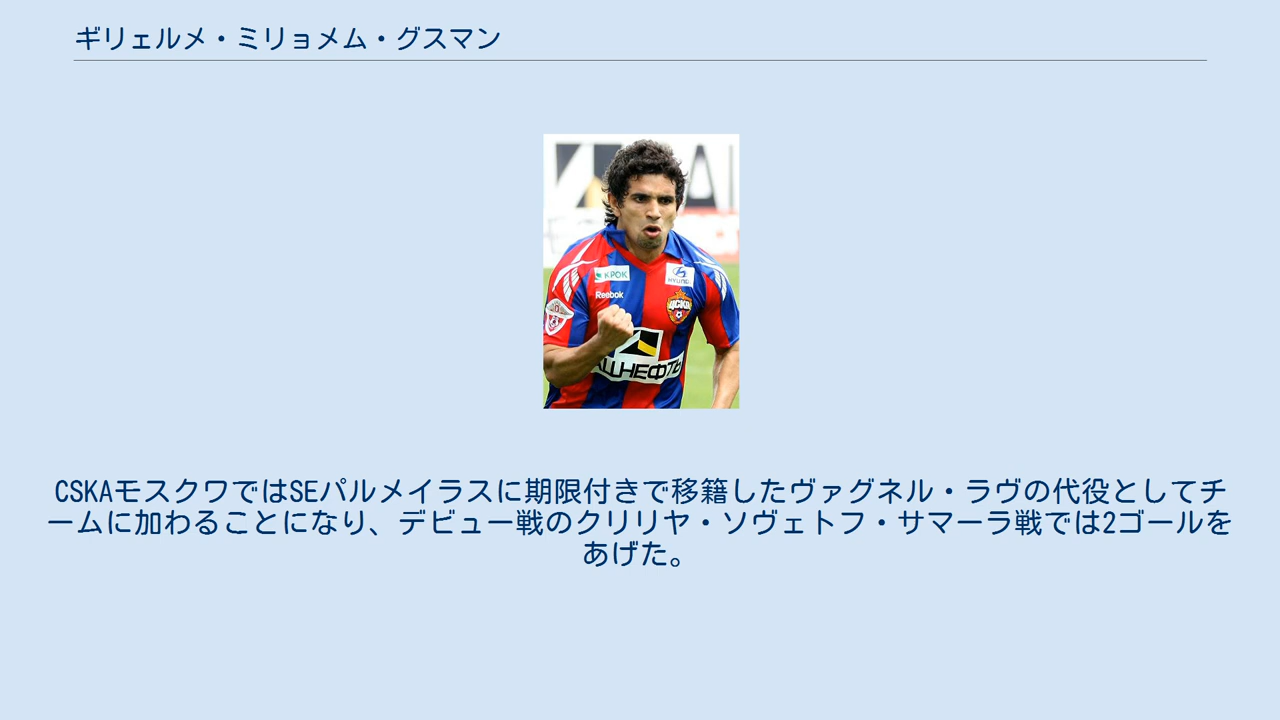 ギリェルメ・ミリョメム・グスマン
KPOK
HYUND
Reebok
ЦСКА
АШНЕФТЬ
CSKAモスクワではSEパルメイラスに期限付きで移籍したヴァグネル・ラヴの代役としてチ
ームに加わることになり、デビュー戦のクリリヤ・ソヴェトフ・サマーラ戦では2ゴールを
あげた。